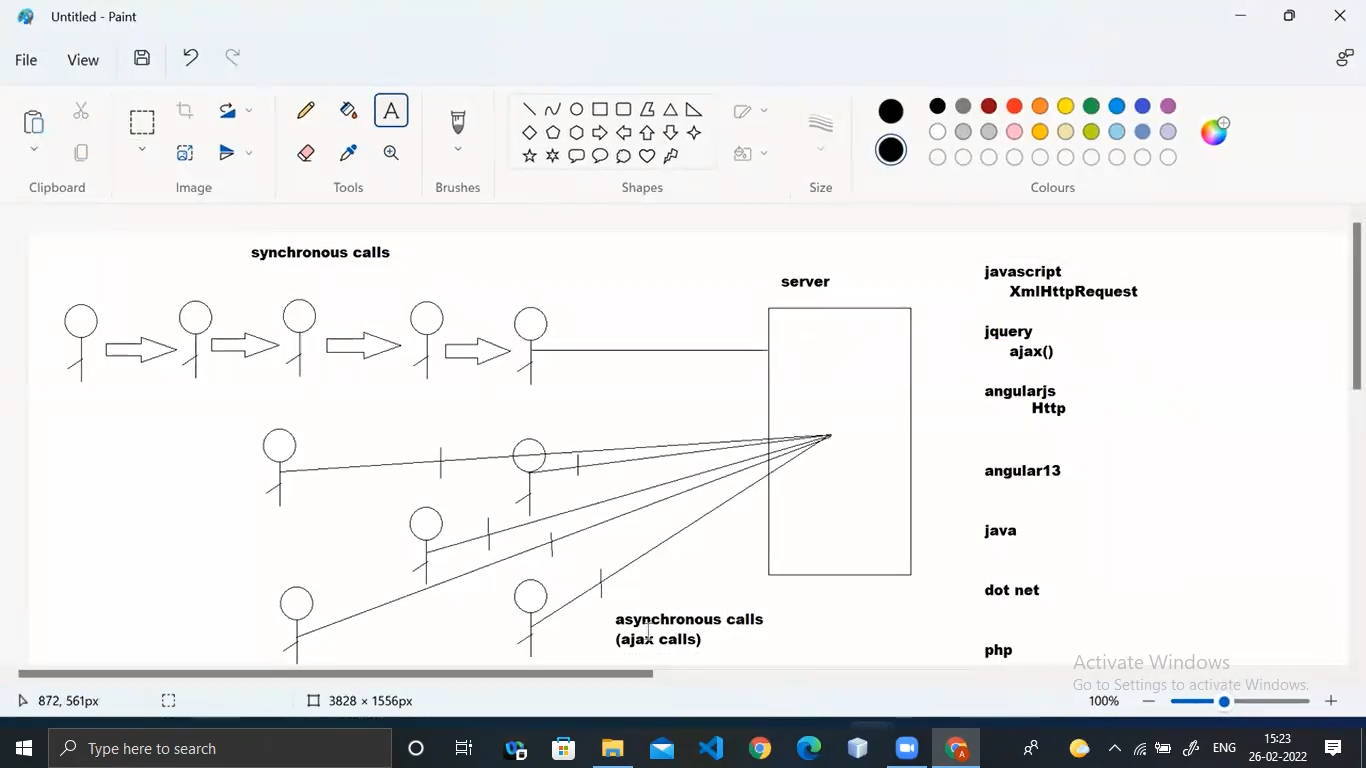 Untitled - Paint
File
View
Clipboard
Image
Tools
Brushes
Shapes
Size
Colours
synchronous calls
server
javascript
XmlHttpRequest
jquery
ajax()
angularjs
Http
angular13
java
dot net
php
asynchronous calls
(ajax calls)
Activate Windows
Go to Settings to activate Windows.
872, 561px
3828 × 1556px
100%
Type here to search
ENG
15:23
26-02-2022